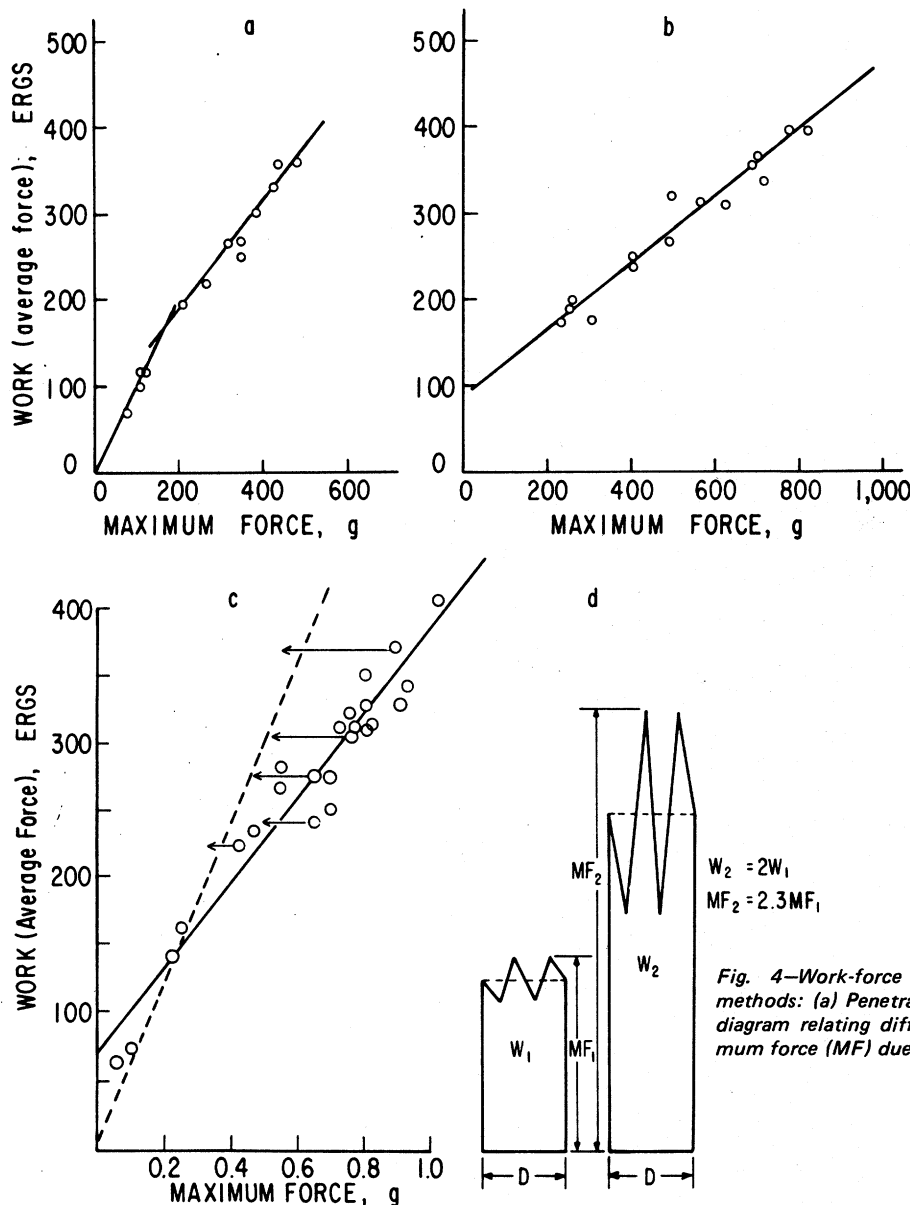 a
500
400
300
200
100
0
WORK (average force); ERGS
0 200 400 600
MAXIMUM FORCE, g
b
500
400
300
200
100
0
0 200 400 600 800 1,000
MAXIMUM FORCE, g
c
400
300
200
100
WORK (Average Force), ERGS
0.2 0.4 0.6 0.8 1.0
MAXIMUM FORCE, g
d
MF₂
W₂ = 2W₁
MF₂ = 2.3MF₁
W₂
W₁
MF₁
D
D
Fig. 4—Work-force
methods: (a) Penetra
diagram relating diff
mum force (MF) due